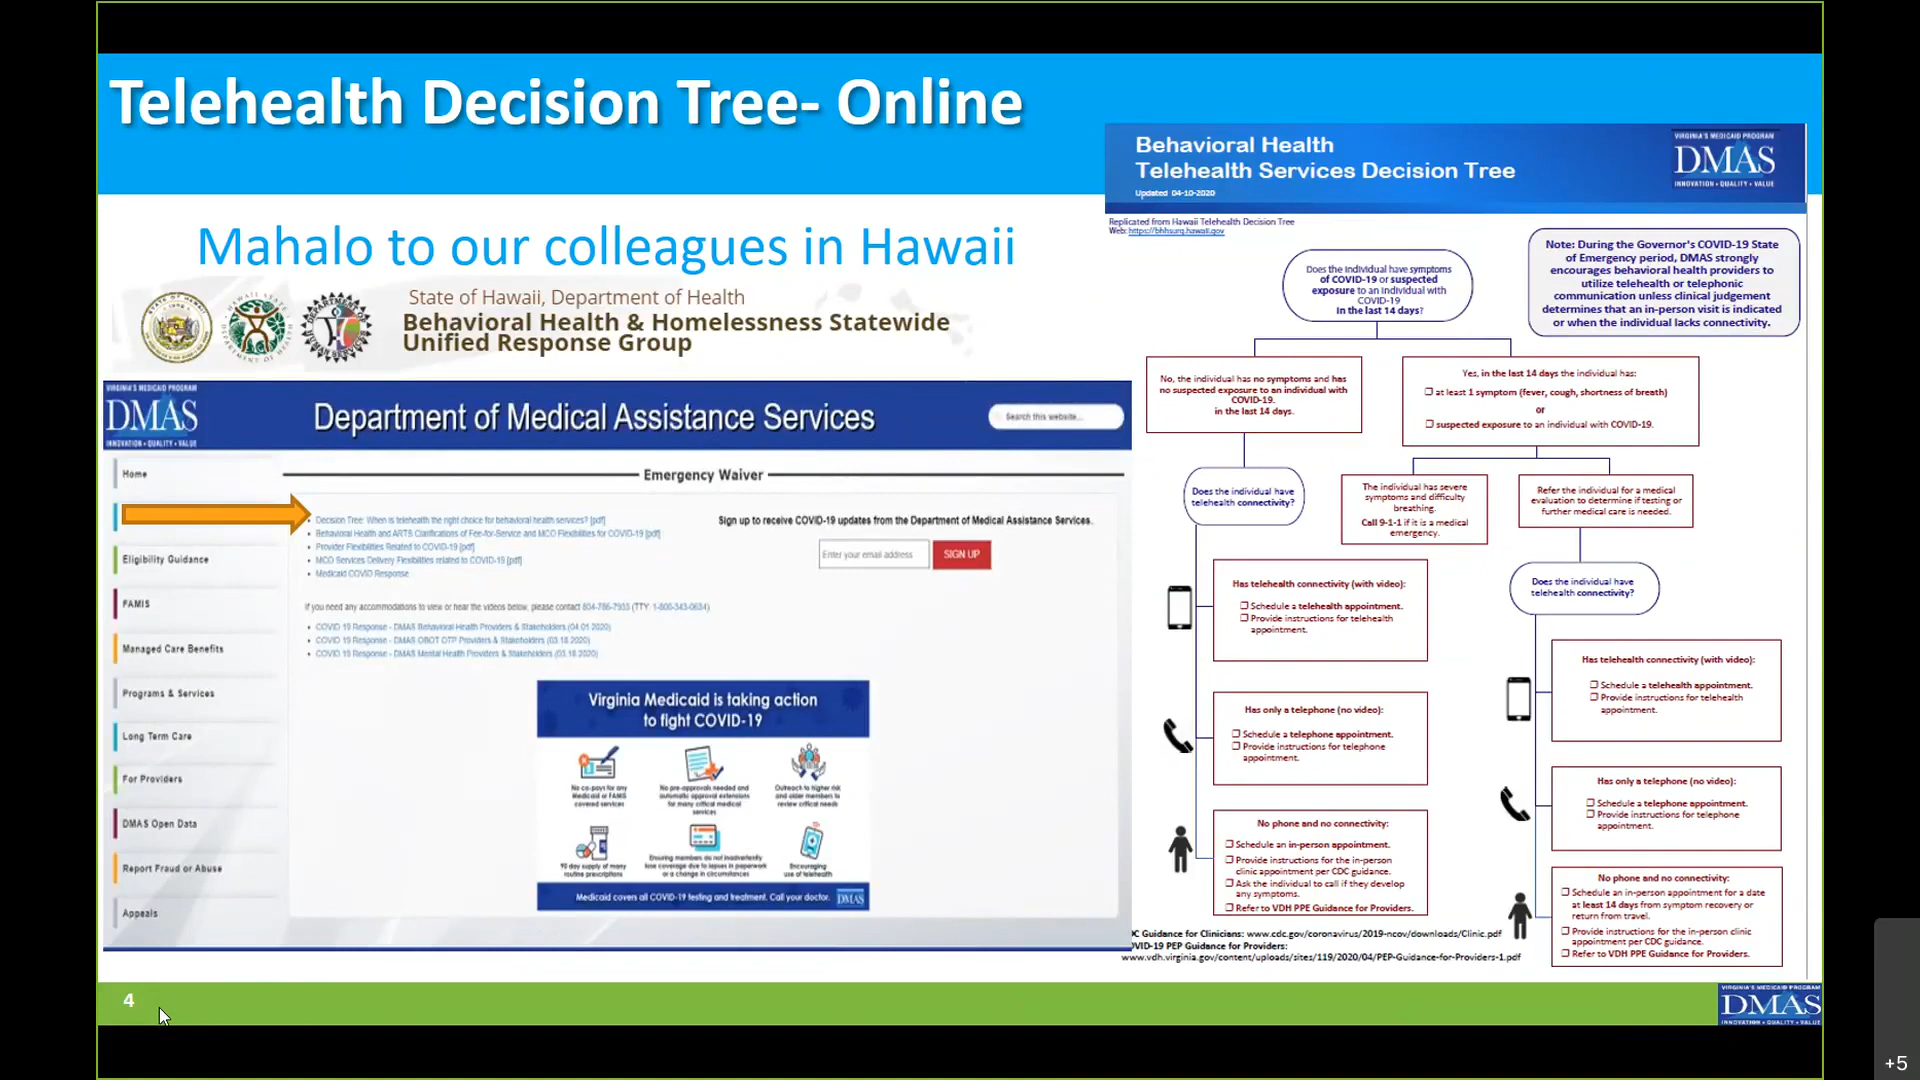 Telehealth Decision Tree- Online
Mahalo to our colleagues in Hawaii
State of Hawaii, Department of Health
Behavioral Health & Homelessness Statewide
Unified Response Group
VIRGINIA'S MEDICAID PROGRAM
DMAS
INNOVATION • QUALITY • VALUE
Department of Medical Assistance Services
Search this website...
Home
Eligibility Guidance
FAMIS
Managed Care Benefits
Programs & Services
Long Term Care
For Providers
DMAS Open Data
Report Fraud or Abuse
Appeals
Emergency Waiver
Decision Tree: When is telehealth the right choice for behavioral health services? [pdf]
Behavioral Health and ARTS Clarifications of Fee-for-Service and MCO Flexibilities for COVID-19 [pdf]
Provider Flexibilities Related to COVID-19 [pdf]
MCO Services Delivery Flexibilities related to COVID-19 [pdf]
Medicaid COVID Response
Sign up to receive COVID-19 updates from the Department of Medical Assistance Services.
Enter your email address
SIGN UP
If you need any accommodations to view or hear the videos below, please contact 804-786-7933 (TTY: 1-800-343-0634)
COVID 19 Response - DMAS Behavioral Health Providers & Stakeholders (04.01.2020)
COVID 19 Response - DMAS OBOT OTP Providers & Stakeholders (03.18.2020)
COVID 19 Response - DMAS Mental Health Providers & Stakeholders (03.18.2020)
Virginia Medicaid is taking action
to fight COVID-19
No co-pays for any
Medicaid or FAMIS
covered services
No pre-approvals needed and
automatic approval extensions
for many critical medical
services
Outreach to higher risk
and older members to
review critical needs
90 day supply of many
routine prescriptions
Ensuring members do not inadvertently
lose coverage due to lapses in paperwork
or a change in circumstances
Encouraging
use of telehealth
Medicaid covers all COVID-19 testing and treatment. Call your doctor.
DMAS
Behavioral Health
Telehealth Services Decision Tree
Updated 04-10-2020
VIRGINIA'S MEDICAID PROGRAM
DMAS
INNOVATION • QUALITY • VALUE
Replicated from Hawaii Telehealth Decision Tree
Web: https://bhhsurg.hawaii.gov
Note: During the Governor's COVID-19 State
of Emergency period, DMAS strongly
encourages behavioral health providers to
utilize telehealth or telephonic
communication unless clinical judgement
determines that an in-person visit is indicated
or when the individual lacks connectivity.
Does the individual have symptoms
of COVID-19 or suspected
exposure to an individual with
COVID-19
in the last 14 days?
No, the individual has no symptoms and has
no suspected exposure to an individual with
COVID-19.
in the last 14 days.
Yes, in the last 14 days the individual has:
at least 1 symptom (fever, cough, shortness of breath)
or
suspected exposure to an individual with COVID-19.
Does the individual have
telehealth connectivity?
The individual has severe
symptoms and difficulty
breathing.
Call 9-1-1 if it is a medical
emergency.
Refer the individual for a medical
evaluation to determine if testing or
further medical care is needed.
Does the individual have
telehealth connectivity?
Has telehealth connectivity (with video):
Schedule a telehealth appointment.
Provide instructions for telehealth
appointment.
Has only a telephone (no video):
Schedule a telephone appointment.
Provide instructions for telephone
appointment.
No phone and no connectivity:
Schedule an in-person appointment.
Provide instructions for the in-person
clinic appointment per CDC guidance.
Ask the individual to call if they develop
any symptoms.
Refer to VDH PPE Guidance for Providers.
Has telehealth connectivity (with video):
Schedule a telehealth appointment.
Provide instructions for telehealth
appointment.
Has only a telephone (no video):
Schedule a telephone appointment.
Provide instructions for telephone
appointment.
No phone and no connectivity:
Schedule an in-person appointment for a date
at least 14 days from symptom recovery or
return from travel.
Provide instructions for the in-person clinic
appointment per CDC guidance.
Refer to VDH PPE Guidance for Providers.
DC Guidance for Clinicians: www.cdc.gov/coronavirus/2019-ncov/downloads/Clinic.pdf
OVID-19 PEP Guidance for Providers:
www.vdh.virginia.gov/content/uploads/sites/119/2020/04/PEP-Guidance-for-Providers-1.pdf
4
VIRGINIA'S MEDICAID PROGRAM
DMAS
INNOVATION • QUALITY • VALUE
+5